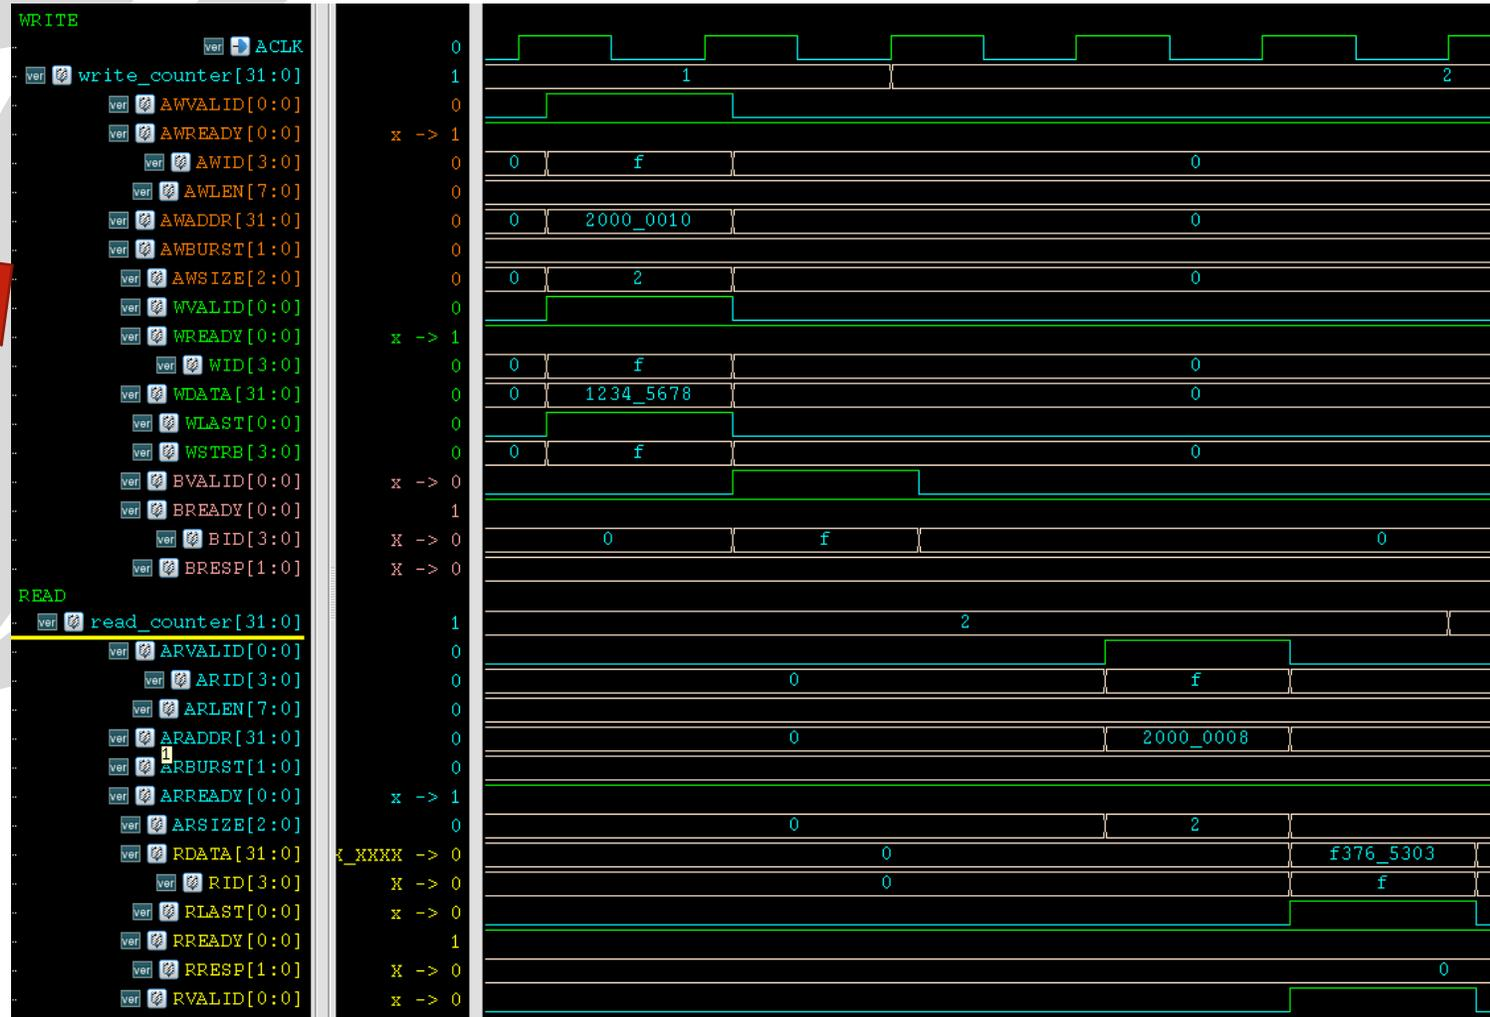 WRITE
ver ACLK 0
ver write_counter[31:0] 1 1 2
ver AWVALID[0:0] 0
ver AWREADY[0:0] x -> 1
ver AWID[3:0] 0 0 f 0
ver AWLEN[7:0] 0
ver AWADDR[31:0] 0 0 2000_0010 0
ver AWBURST[1:0] 0
ver AWSIZE[2:0] 0 0 2 0
ver WVALID[0:0] 0
ver WREADY[0:0] x -> 1
ver WID[3:0] 0 0 f 0
ver WDATA[31:0] 0 0 1234_5678 0
ver WLAST[0:0] 0
ver WSTRB[3:0] 0 0 f 0
ver BVALID[0:0] x -> 0
ver BREADY[0:0] 1
ver BID[3:0] X -> 0 0 f 0
ver BRESP[1:0] X -> 0
READ
ver read_counter[31:0] 1 2
ver ARVALID[0:0] 0
ver ARID[3:0] 0 0 f
ver ARLEN[7:0] 0
ver ARADDR[31:0] 0 0 2000_0008
1
ver ARBURST[1:0] 0
ver ARREADY[0:0] x -> 1
ver ARSIZE[2:0] 0 0 2
ver RDATA[31:0] X_XXXX -> 0 0 f376_5303
ver RID[3:0] X -> 0 0 f
ver RLAST[0:0] x -> 0
ver RREADY[0:0] 1
ver RRESP[1:0] X -> 0 0
ver RVALID[0:0] x -> 0